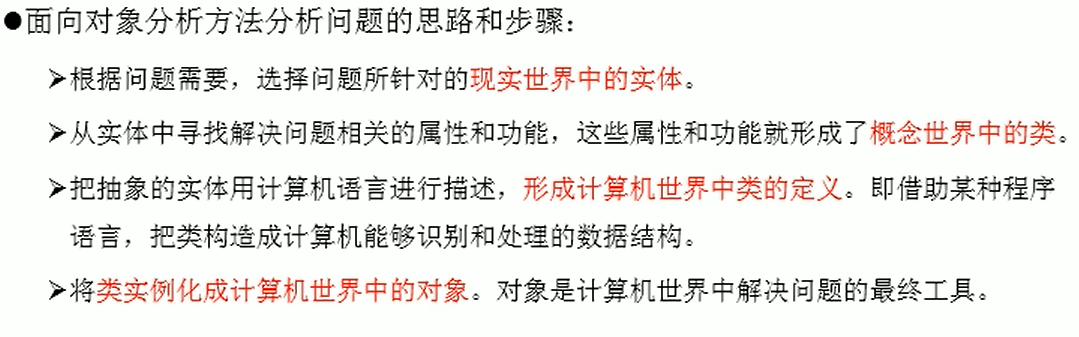 ●面向对象分析方法分析问题的思路和步骤：
➢根据问题需要，选择问题所针对的现实世界中的实体。
➢从实体中寻找解决问题相关的属性和功能，这些属性和功能就形成了概念世界中的类。
➢把抽象的实体用计算机语言进行描述，形成计算机世界中类的定义。即借助某种程序
语言，把类构造成计算机能够识别和处理的数据结构。
➢将类实例化成计算机世界中的对象。对象是计算机世界中解决问题的最终工具。